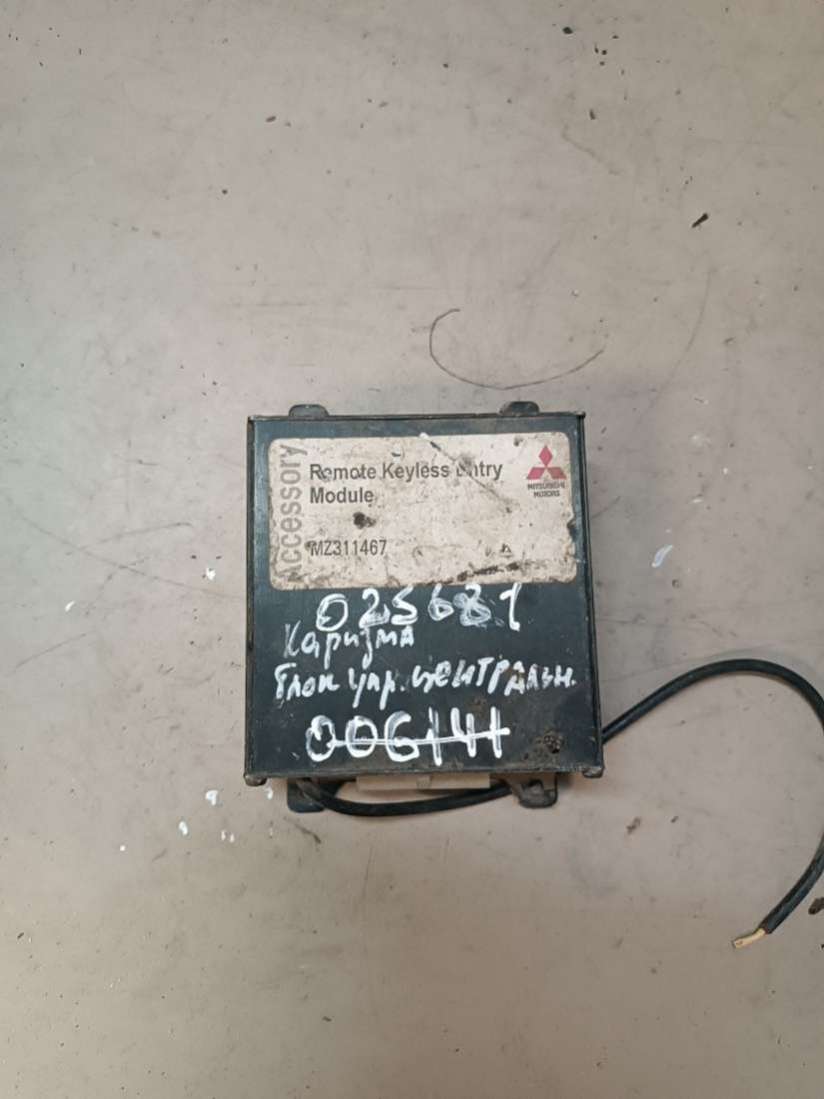 Accessory
Remote Keyless Entry
Module
MITSUBISHI
MOTORS
MZ311467
025681
Каризма
блок упр. центральн.
006141